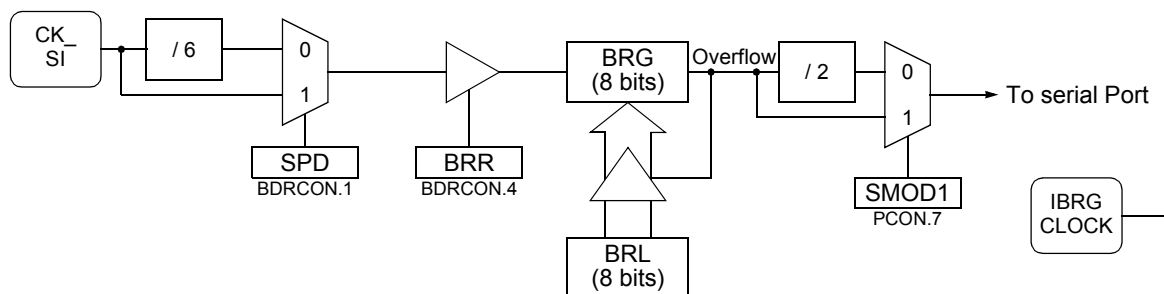 CK_
SI
/ 6
0
1
SPD
BDRCON.1
BRR
BDRCON.4
BRG
(8 bits)
Overflow
/ 2
0
1
To serial Port
SMOD1
PCON.7
IBRG
CLOCK
BRL
(8 bits)